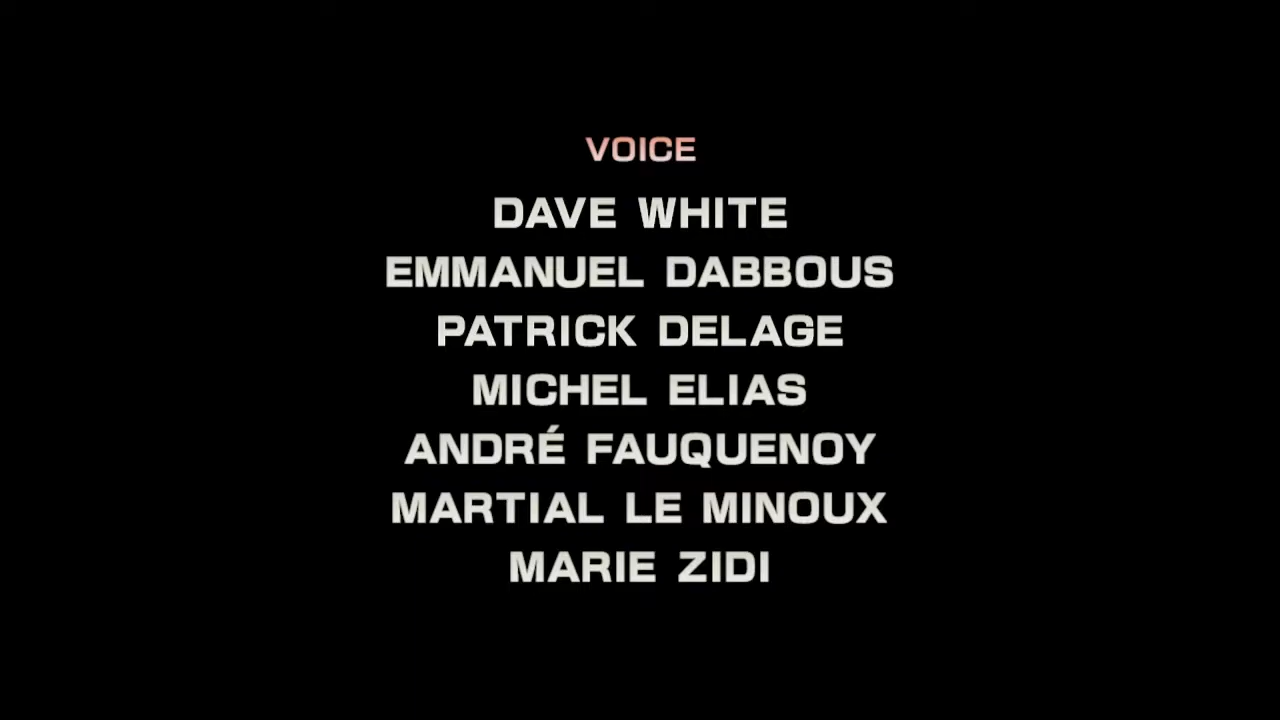 VOICE
DAVE WHITE
EMMANUEL DABBOUS
PATRICK DELAGE
MICHEL ELIAS
ANDRÉ FAUQUENOY
MARTIAL LE MINOUX
MARIE ZIDI